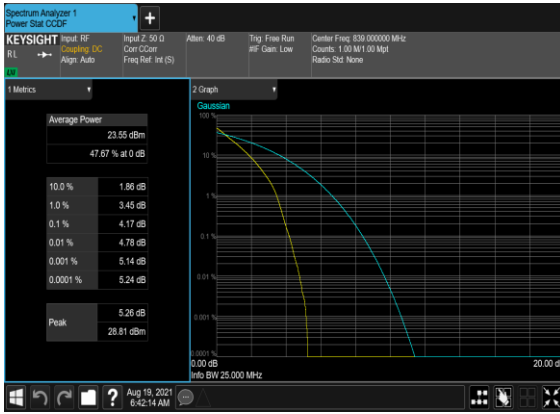 Spectrum Analyzer 1
Power Stat CCDF
KEYSIGHT
Input: RF
Input Z: 50 Ω
Atten: 40 dB
Trig: Free Run
Center Freq: 839.000000 MHz
RL
Coupling: DC
Corr CCorr
#IF Gain: Low
Counts: 1.00 M/1.00 Mpt
Align: Auto
Freq Ref: Int (S)
Radio Std: None
1 Metrics
2 Graph
Average Power
23.55 dBm
47.67 % at 0 dB
10.0 % 1.86 dB
1.0 % 3.45 dB
0.1 % 4.17 dB
0.01 % 4.78 dB
0.001 % 5.14 dB
0.0001 % 5.24 dB
Peak
5.26 dB
28.81 dBm
Gaussian
100 %
10 %
1 %
0.1 %
0.01 %
0.001 %
0.0001 %
0.00 dB
20.00 dB
Info BW 25.000 MHz
Aug 19, 2021
6:42:14 AM